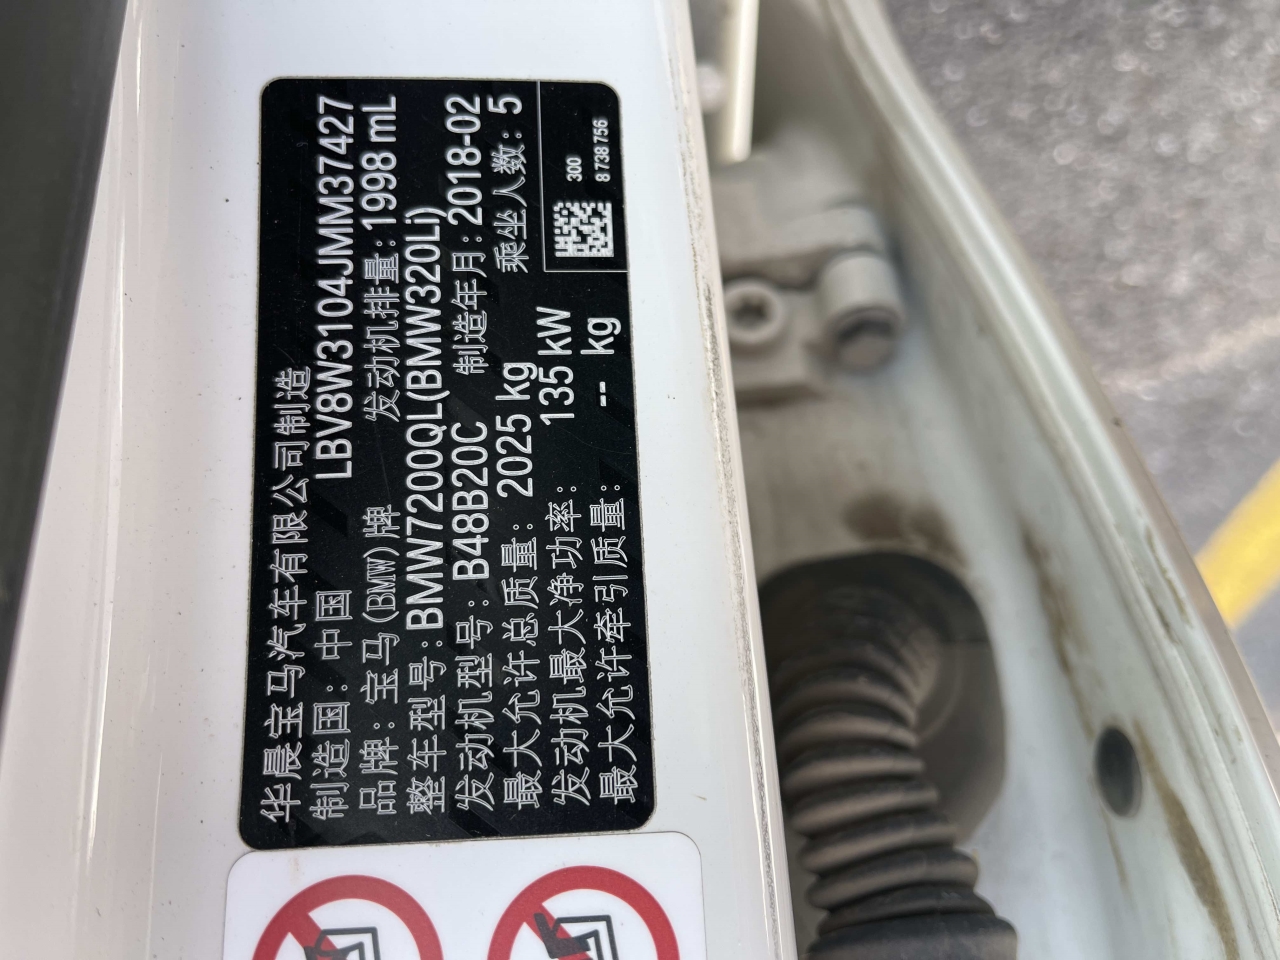 华晨宝马汽车有限公司制造
制造国：中国 LBV8W3104JMM37427
品牌：宝马(BMW)牌 发动机排量：1998 mL
整车型号：BMW7200QL(BMW320Li)
发动机型号：B48B20C 制造年月：2018-02
最大允许总质量：2025 kg 乘坐人数：5
发动机最大净功率：135 kW
最大允许牵引质量：-- kg
300
8 738 756